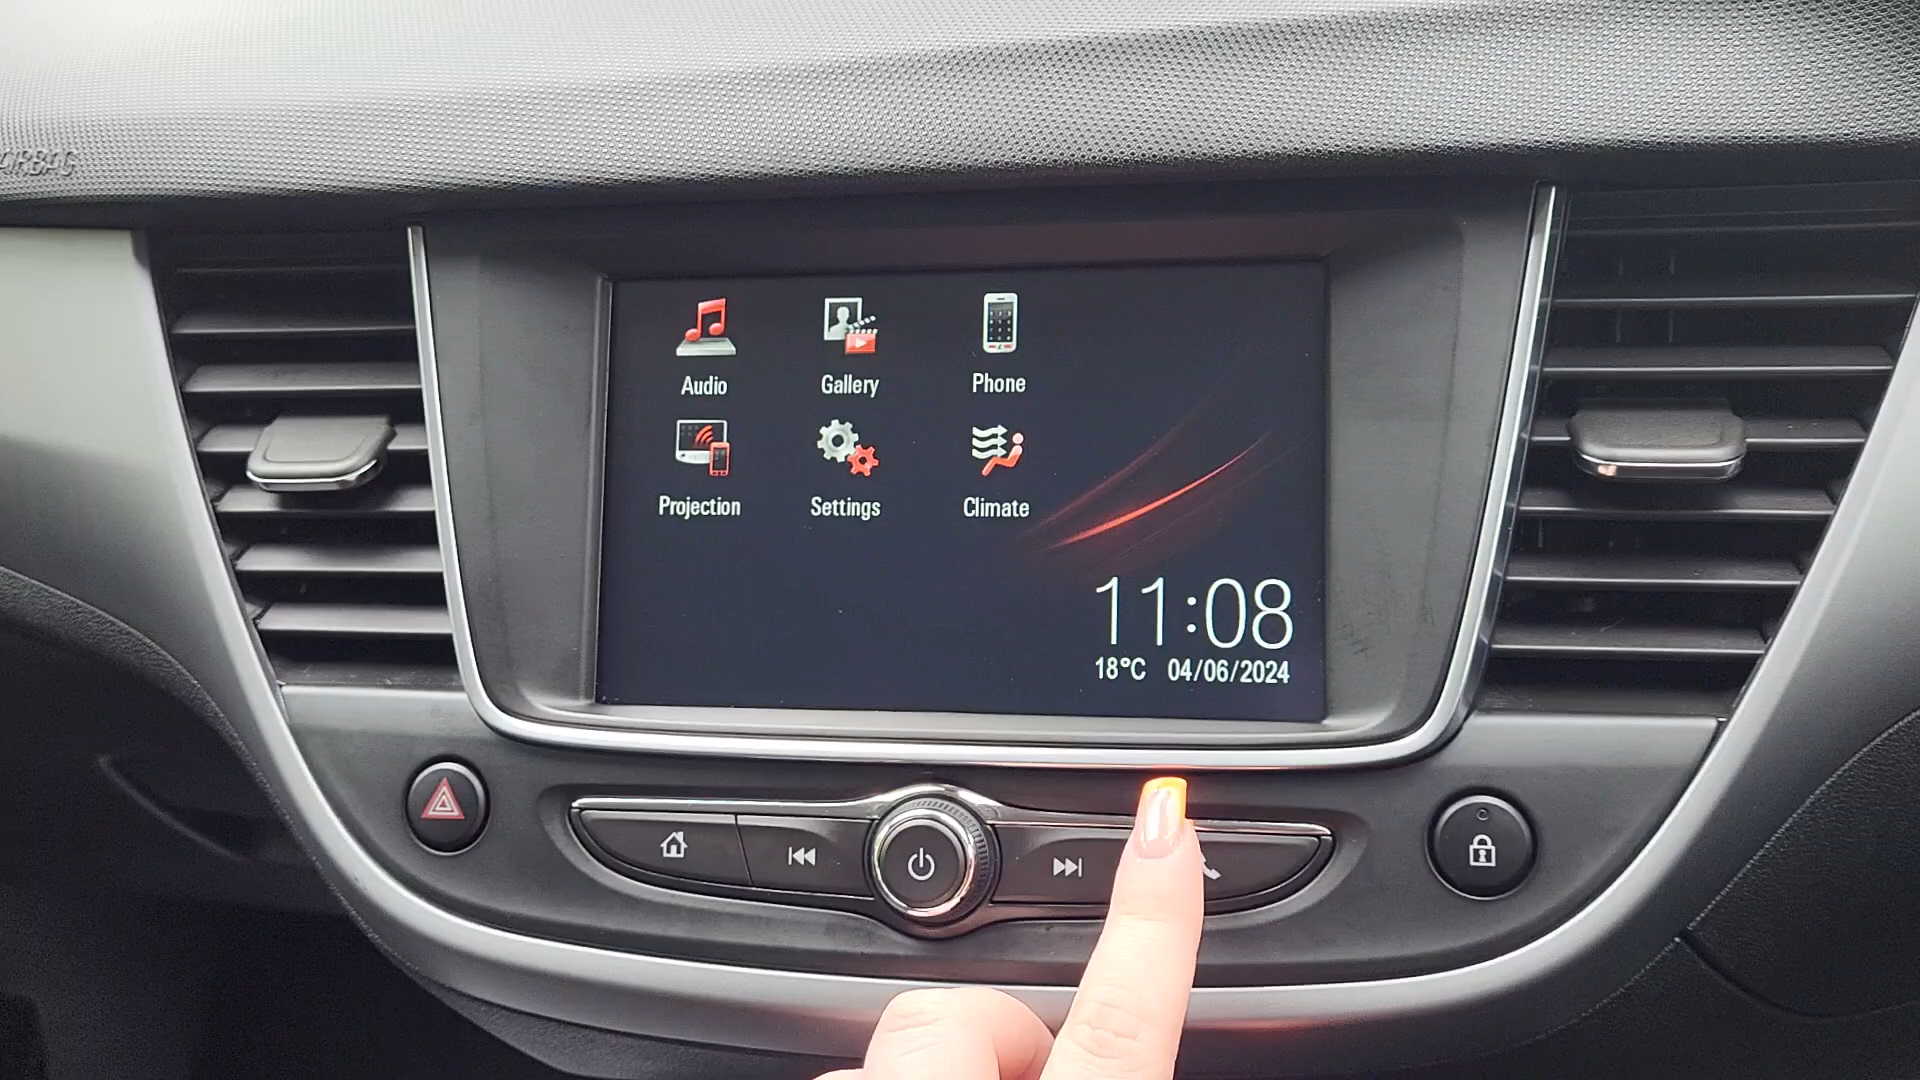 AIRBAG
Audio
Gallery
Phone
Projection
Settings
Climate
11:08
18°C 04/06/2024